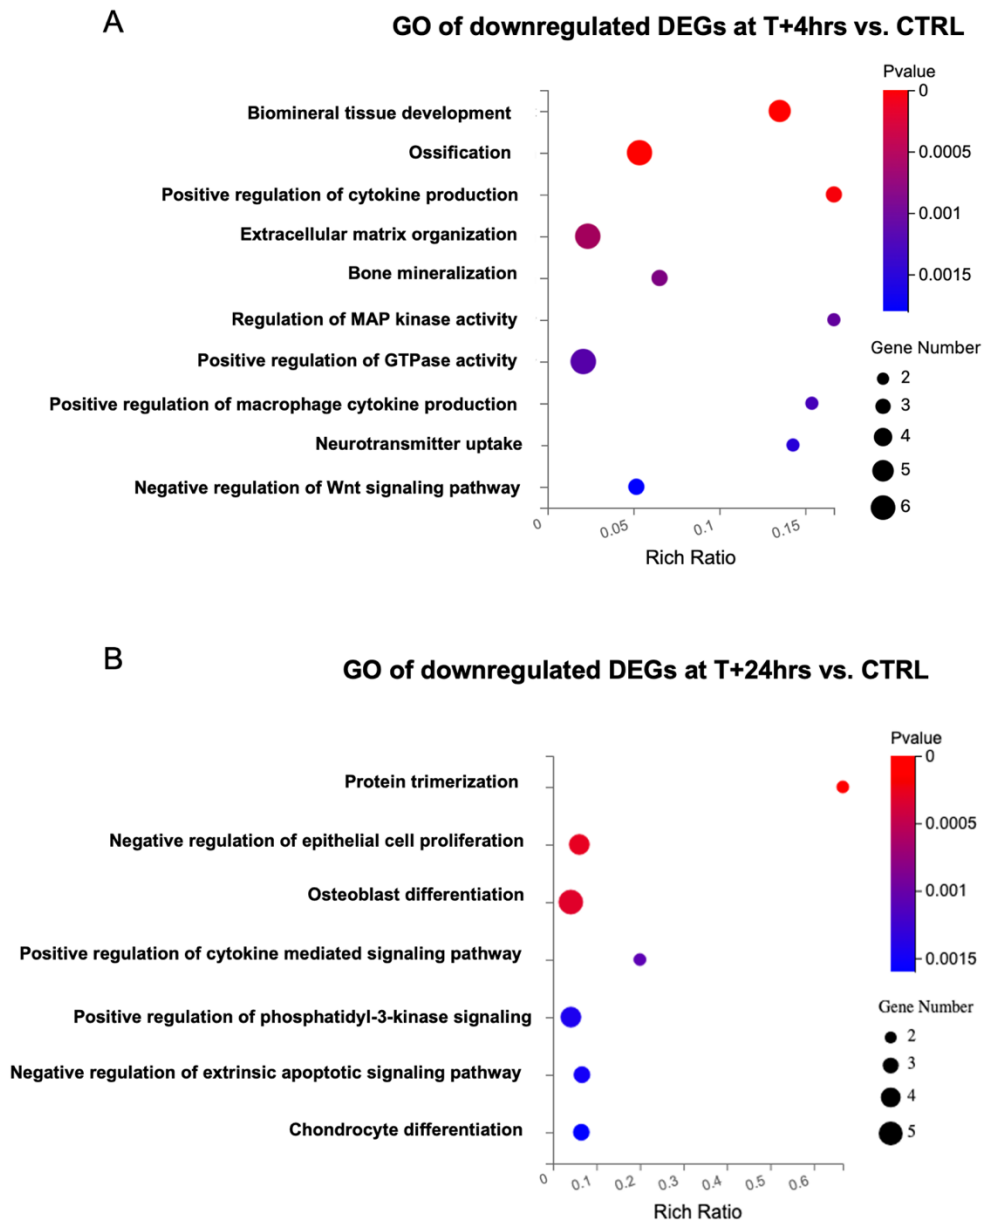 A
GO of downregulated DEGs at T+4hrs vs. CTRL
Pvalue
Biomineral tissue development
Ossification
Positive regulation of cytokine production
Extracellular matrix organization
Bone mineralization
Regulation of MAP kinase activity
Positive regulation of GTPase activity
Positive regulation of macrophage cytokine production
Neurotransmitter uptake
Negative regulation of Wnt signaling pathway
0
0.0005
0.001
0.0015
Gene Number
2
3
4
5
6
0
0.05
0.1
0.15
Rich Ratio
B
GO of downregulated DEGs at T+24hrs vs. CTRL
Pvalue
Protein trimerization
Negative regulation of epithelial cell proliferation
Osteoblast differentiation
Positive regulation of cytokine mediated signaling pathway
Positive regulation of phosphatidyl-3-kinase signaling
Negative regulation of extrinsic apoptotic signaling pathway
Chondrocyte differentiation
0
0.0005
0.001
0.0015
Gene Number
2
3
4
5
0
0.1
0.2
0.3
0.4
0.5
0.6
Rich Ratio